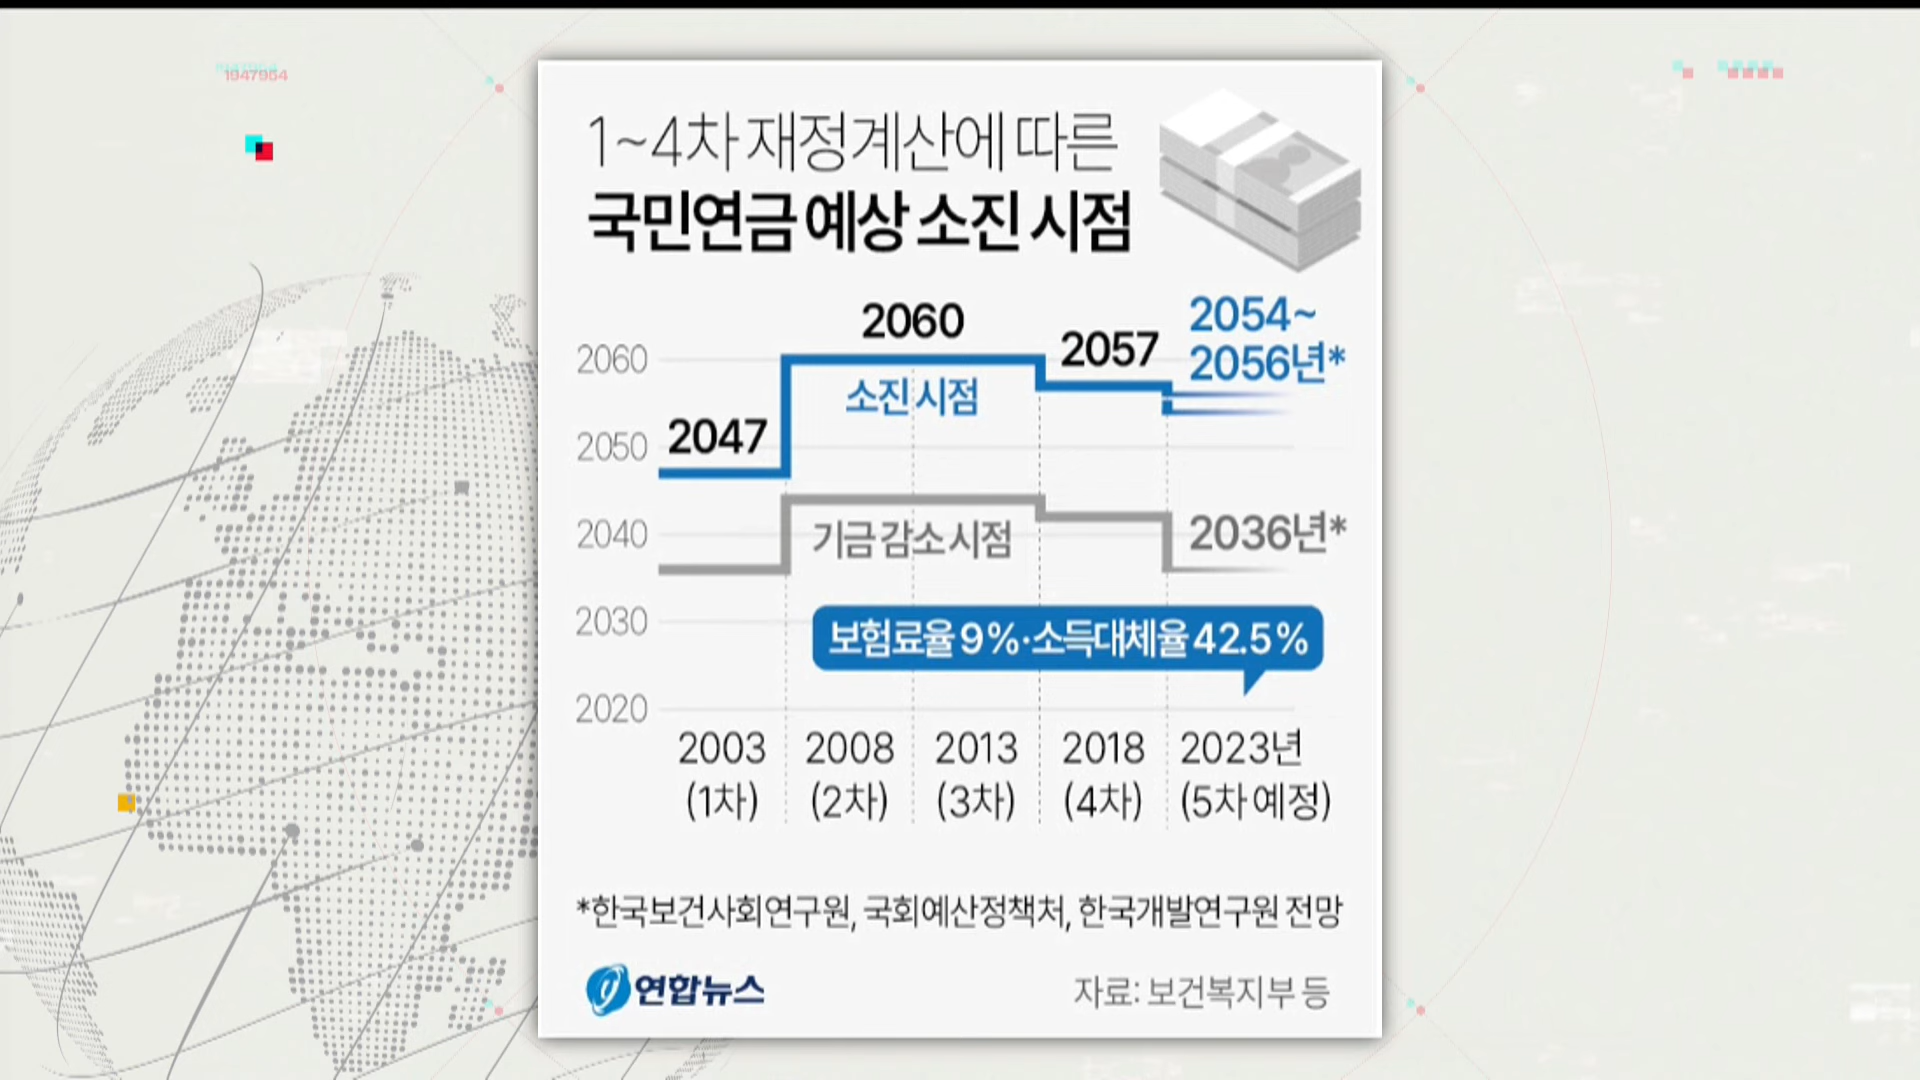 1947954
1~4차 재정계산에 따른
국민연금 예상 소진 시점
2060
2054~
2056년*
2057
2060
소진 시점
2047
2050
2040
기금 감소 시점
2036년*
2030
보험료율 9%·소득대체율 42.5%
2020
2003 2008 2013 2018 2023년
(1차) (2차) (3차) (4차) (5차 예정)
*한국보건사회연구원, 국회예산정책처, 한국개발연구원 전망
연합뉴스
자료: 보건복지부 등